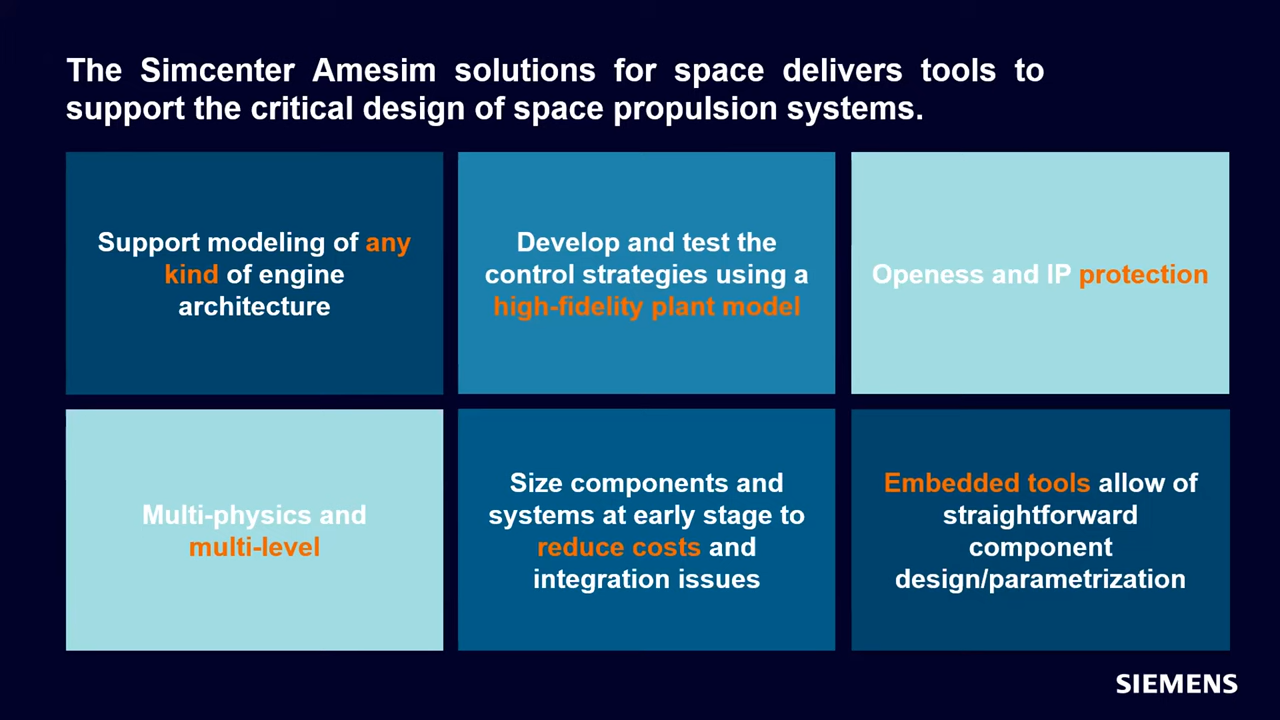 The Simcenter Amesim solutions for space delivers tools to
support the critical design of space propulsion systems.
Support modeling of any
kind of engine
architecture
Develop and test the
control strategies using a
high-fidelity plant model
Openess and IP protection
Multi-physics and
multi-level
Size components and
systems at early stage to
reduce costs and
integration issues
Embedded tools allow of
straightforward
component
design/parametrization
SIEMENS